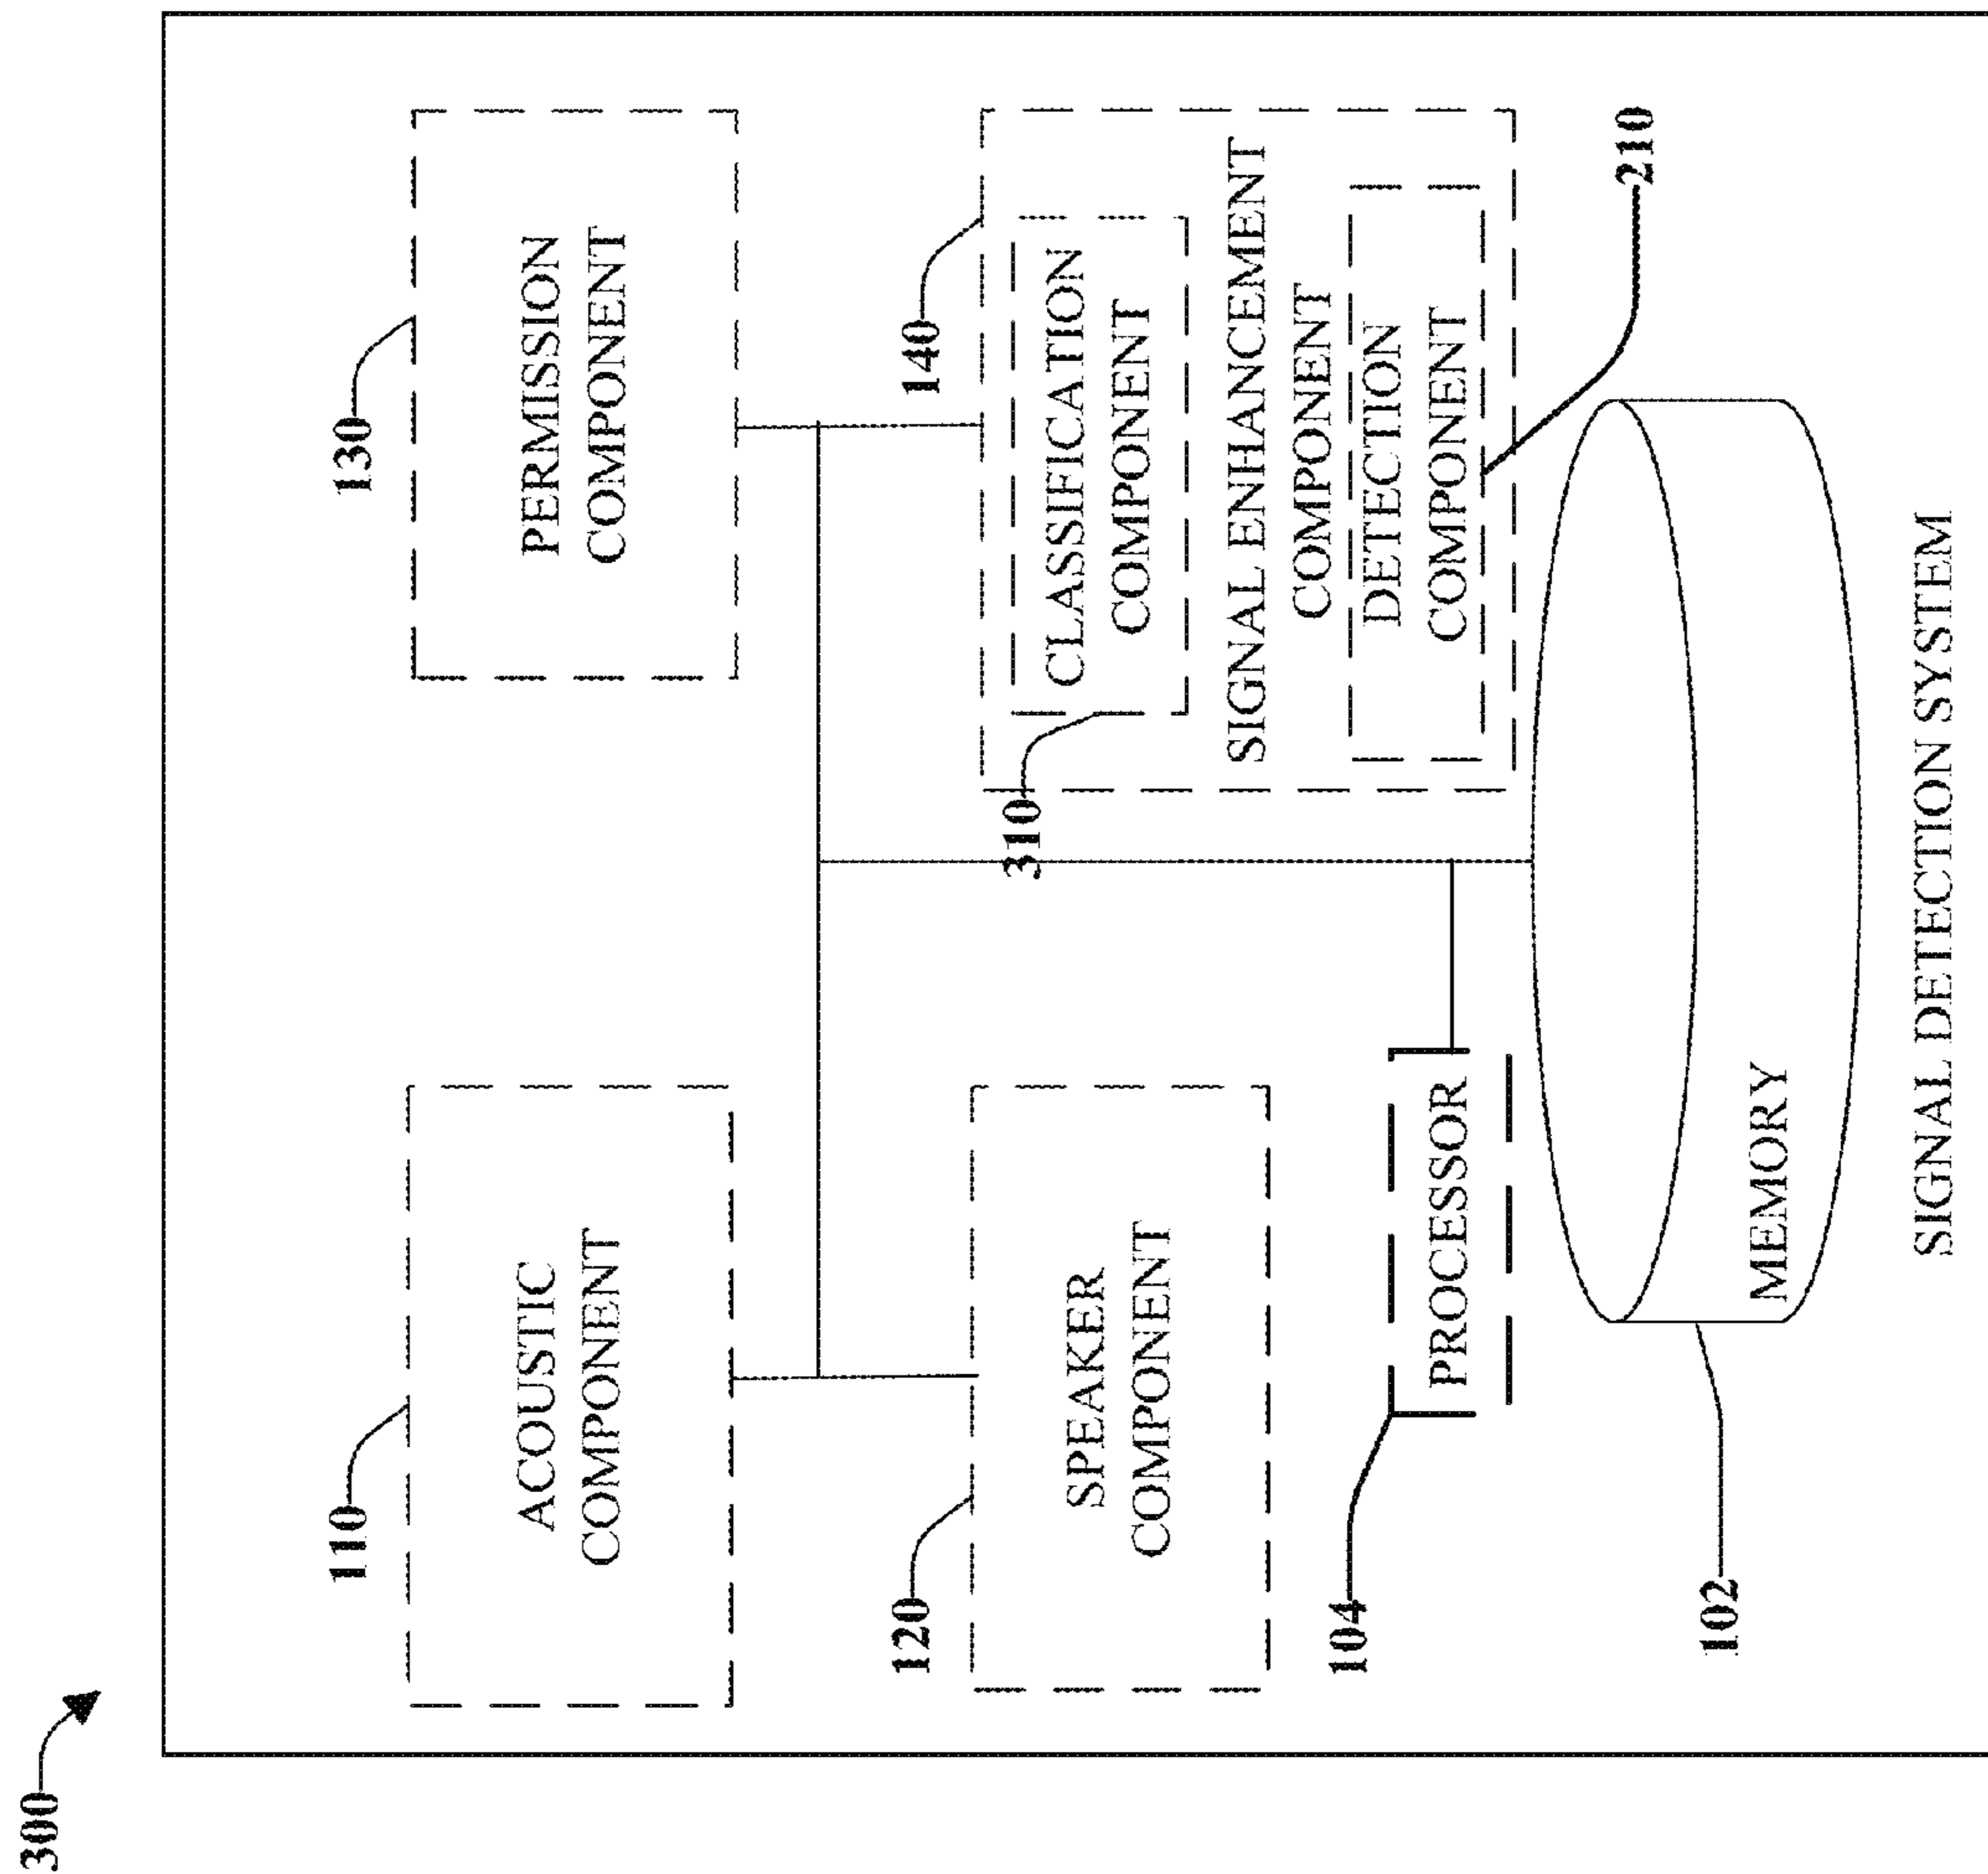 300
110
ACOUSTIC
COMPONENT
130
PERMISSION
COMPONENT
120
SPEAKER
COMPONENT
140
310
CLASSIFICATION
COMPONENT
SIGNAL ENHANCEMENT
COMPONENT
DETECTION
COMPONENT
210
104
PROCESSOR
102
MEMORY
SIGNAL DETECTION SYSTEM